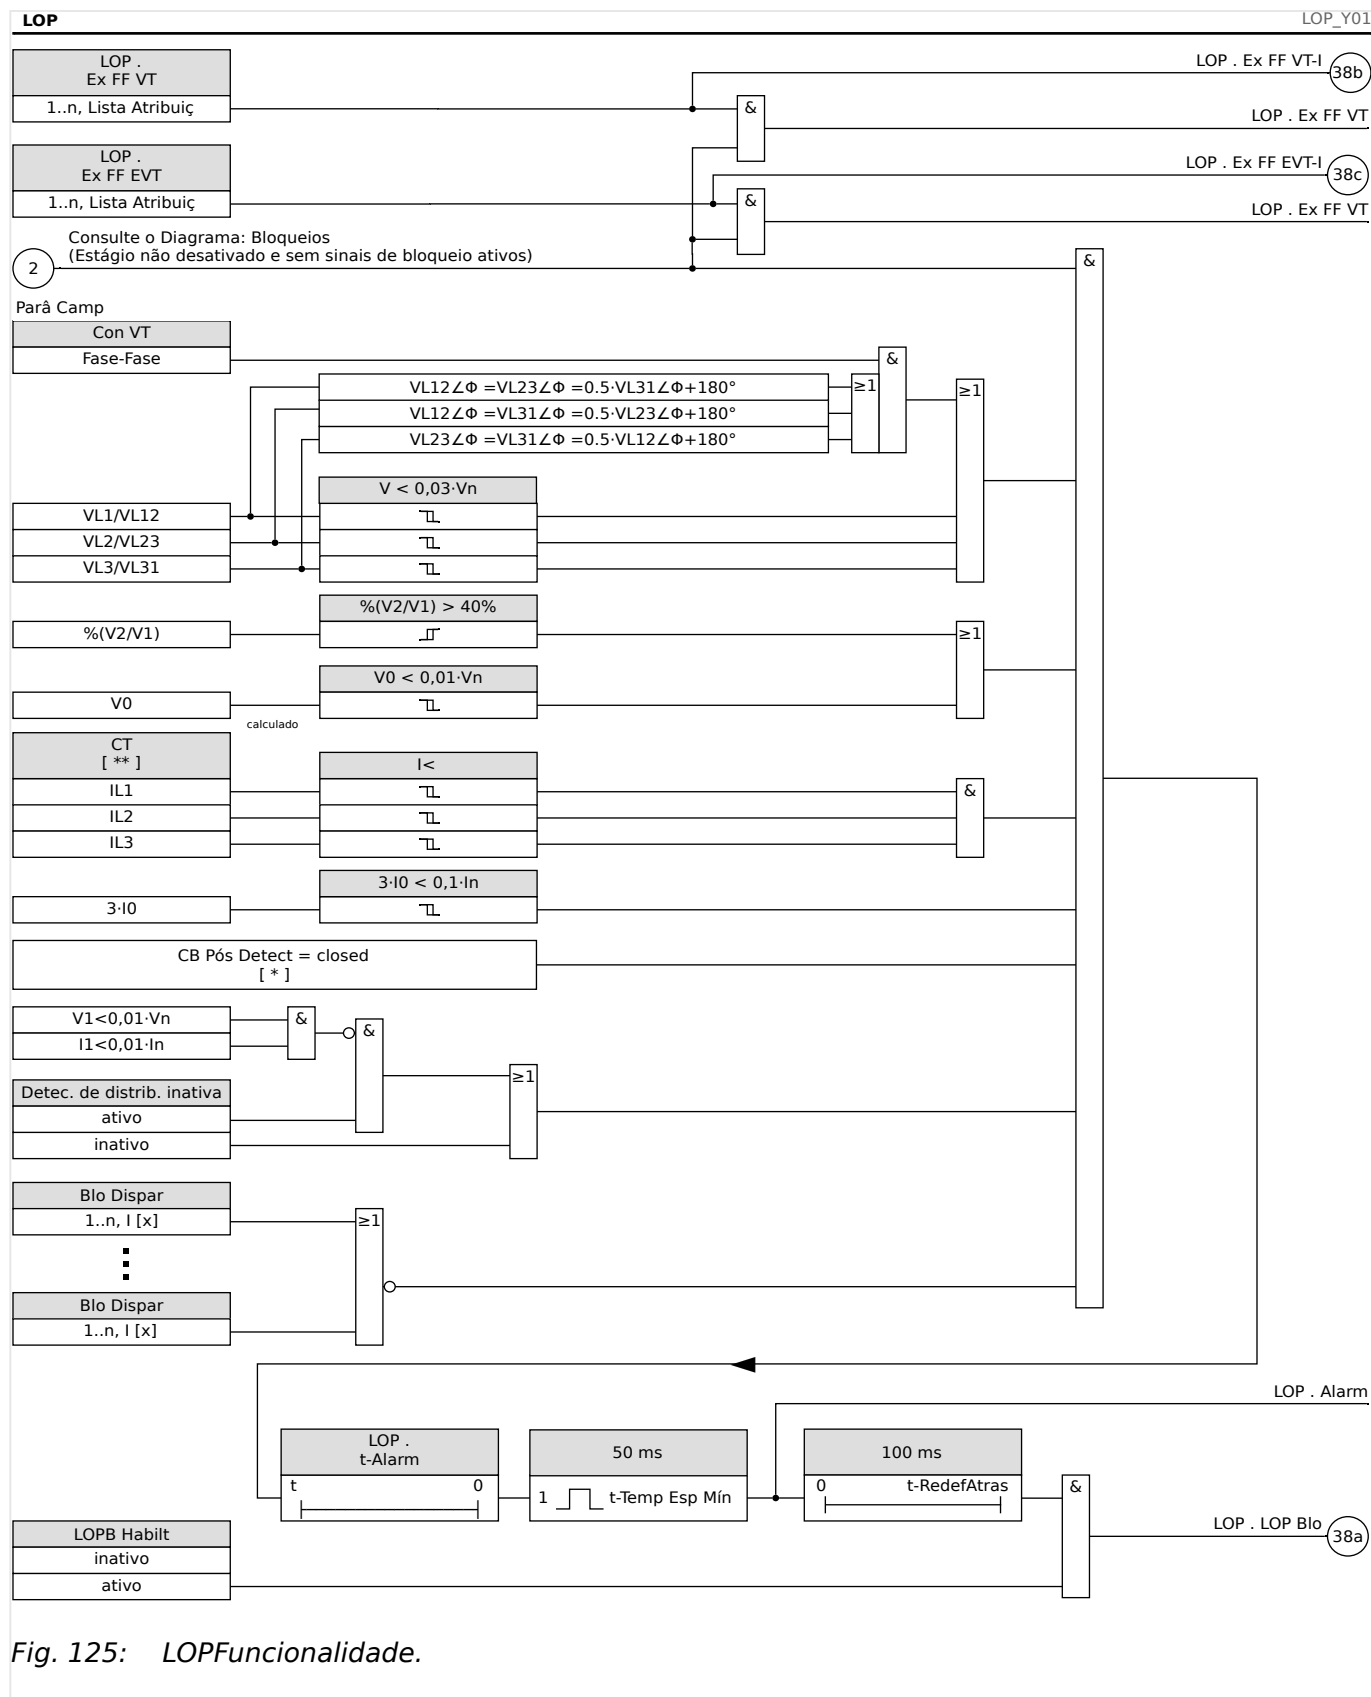 LOP
LOP_Y01
LOP .
Ex FF VT
1..n, Lista Atribuiç
LOP . Ex FF VT-I
38b
&
LOP . Ex FF VT
LOP .
Ex FF EVT
1..n, Lista Atribuiç
LOP . Ex FF EVT-I
38c
&
LOP . Ex FF VT
2
Consulte o Diagrama: Bloqueios
(Estágio não desativado e sem sinais de bloqueio ativos)
&
Parâ Camp
Con VT
Fase-Fase
&
VL12∠Φ =VL23∠Φ =0.5·VL31∠Φ+180°
≥1
≥1
VL12∠Φ =VL31∠Φ =0.5·VL23∠Φ+180°
VL23∠Φ =VL31∠Φ =0.5·VL12∠Φ+180°
V < 0,03·Vn
VL1/VL12
VL2/VL23
VL3/VL31
%(V2/V1) > 40%
%(V2/V1)
≥1
V0 < 0,01·Vn
V0
calculado
CT
[ ** ]
I<
IL1
&
IL2
IL3
3·I0 < 0,1·In
3·I0
CB Pós Detect = closed
[ * ]
V1<0,01·Vn
&
&
I1<0,01·In
≥1
Detec. de distrib. inativa
ativo
inativo
Blo Dispar
1..n, I [x]
≥1
Blo Dispar
1..n, I [x]
LOP . Alarm
LOP .
t-Alarm
t 0
50 ms
1 t-Temp Esp Mín
100 ms
0 t-RedefAtras
&
LOP . LOP Blo
38a
LOPB Habilt
inativo
ativo
Fig. 125: LOPFuncionalidade.